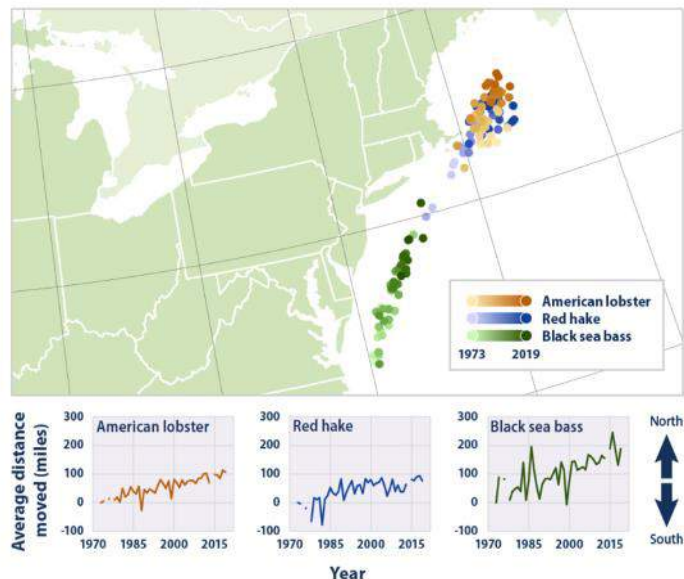 American lobster
Red hake
Black sea bass
1973 2019
Average distance
moved (miles)
300
200
100
0
-100
American lobster
1970 1985 2000 2015
300
200
100
0
-100
Red hake
1970 1985 2000 2015
300
200
100
0
-100
Black sea bass
1970 1985 2000 2015
North
South
Year